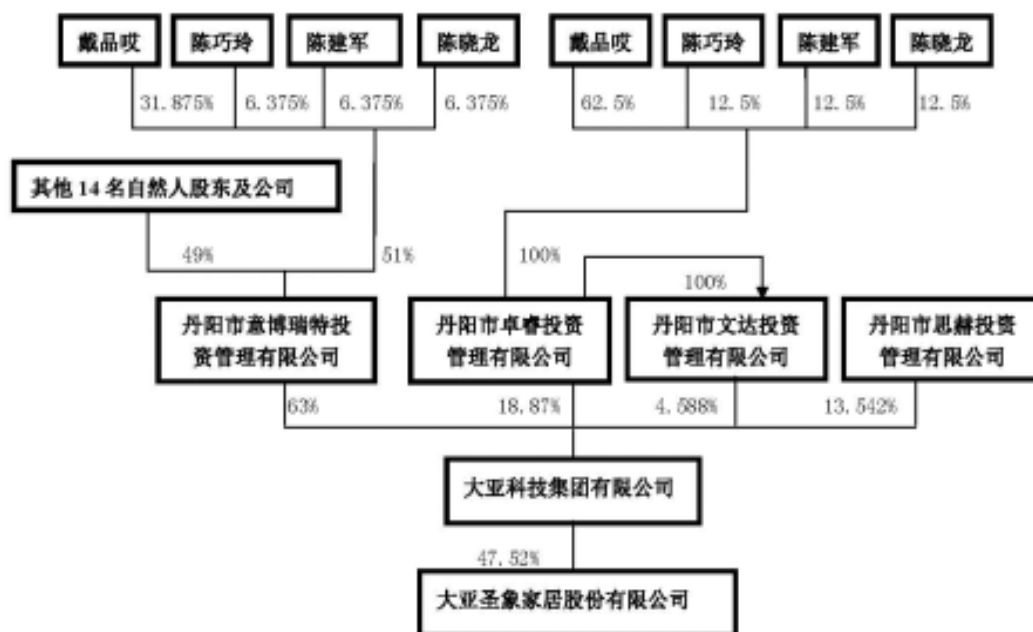 戴品哎 陈巧玲 陈建军 陈晓龙 戴品哎 陈巧玲 陈建军 陈晓龙
31.875% 6.375% 6.375% 6.375% 62.5% 12.5% 12.5% 12.5%
其他 14 名自然人股东及公司
49% 51% 100% 100%
丹阳市意博瑞特投
资管理有限公司
丹阳市卓睿投资
管理有限公司
丹阳市文达投资
管理有限公司
丹阳市思赫投资
管理有限公司
63% 18.87% 4.588% 13.542%
大亚科技集团有限公司
47.52%
大亚圣象家居股份有限公司